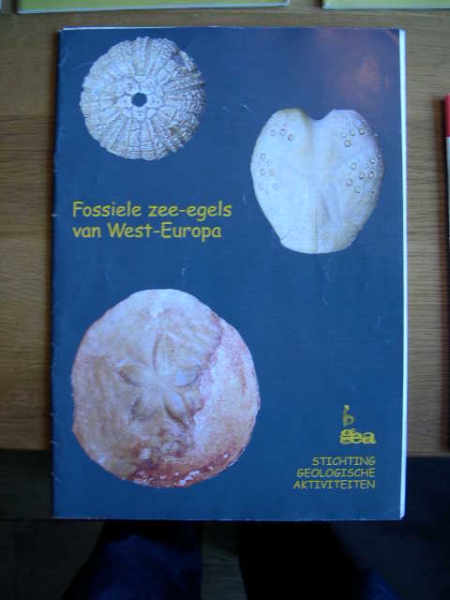 Fossiele zee-egels
van West-Europa
gea
STICHTING
GEOLOGISCHE
AKTIVITEITEN